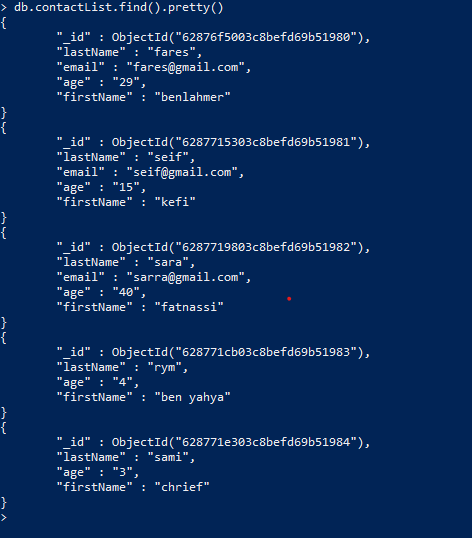 > db.contactList.find().pretty()
{
"_id" : ObjectId("62876f5003c8befd69b51980"),
"lastName" : "fares",
"email" : "fares@gmail.com",
"age" : "29",
"firstName" : "benlahmer"
}
{
"_id" : ObjectId("6287715303c8befd69b51981"),
"lastName" : "seif",
"email" : "seif@gmail.com",
"age" : "15",
"firstName" : "kefi"
}
{
"_id" : ObjectId("6287719803c8befd69b51982"),
"lastName" : "sara",
"email" : "sarra@gmail.com",
"age" : "40",
"firstName" : "fatnassi"
}
{
"_id" : ObjectId("628771cb03c8befd69b51983"),
"lastName" : "rym",
"age" : "4",
"firstName" : "ben yahya"
}
{
"_id" : ObjectId("628771e303c8befd69b51984"),
"lastName" : "sami",
"age" : "3",
"firstName" : "chrief"
}
>